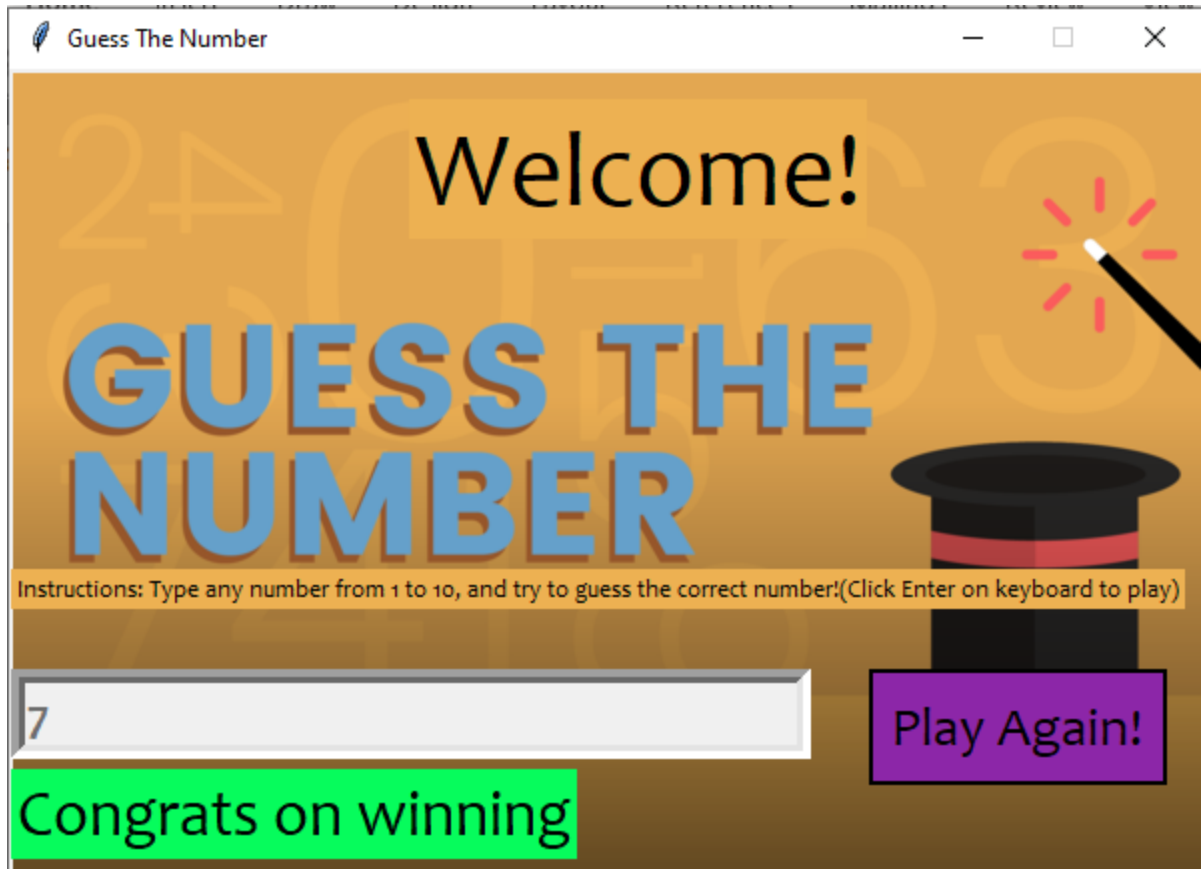 Guess The Number
Welcome!
GUESS THE
NUMBER
Instructions: Type any number from 1 to 10, and try to guess the correct number!(Click Enter on keyboard to play)
7
Play Again!
Congrats on winning